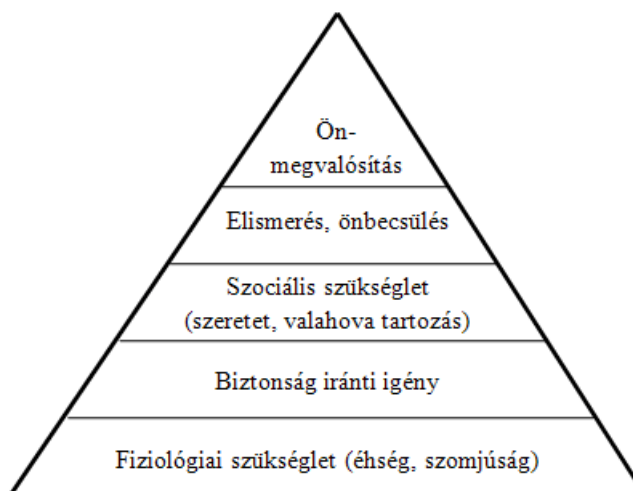 Ön-
megvalósítás
Elismerés, önbecsülés
Szociális szükséglet
(szeretet, valahova tartozás)
Biztonság iránti igény
Fiziológiai szükséglet (éhség, szomjúság)